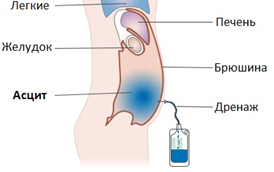 Легкие
Печень
Желудок
Брюшина
Асцит
Дренаж